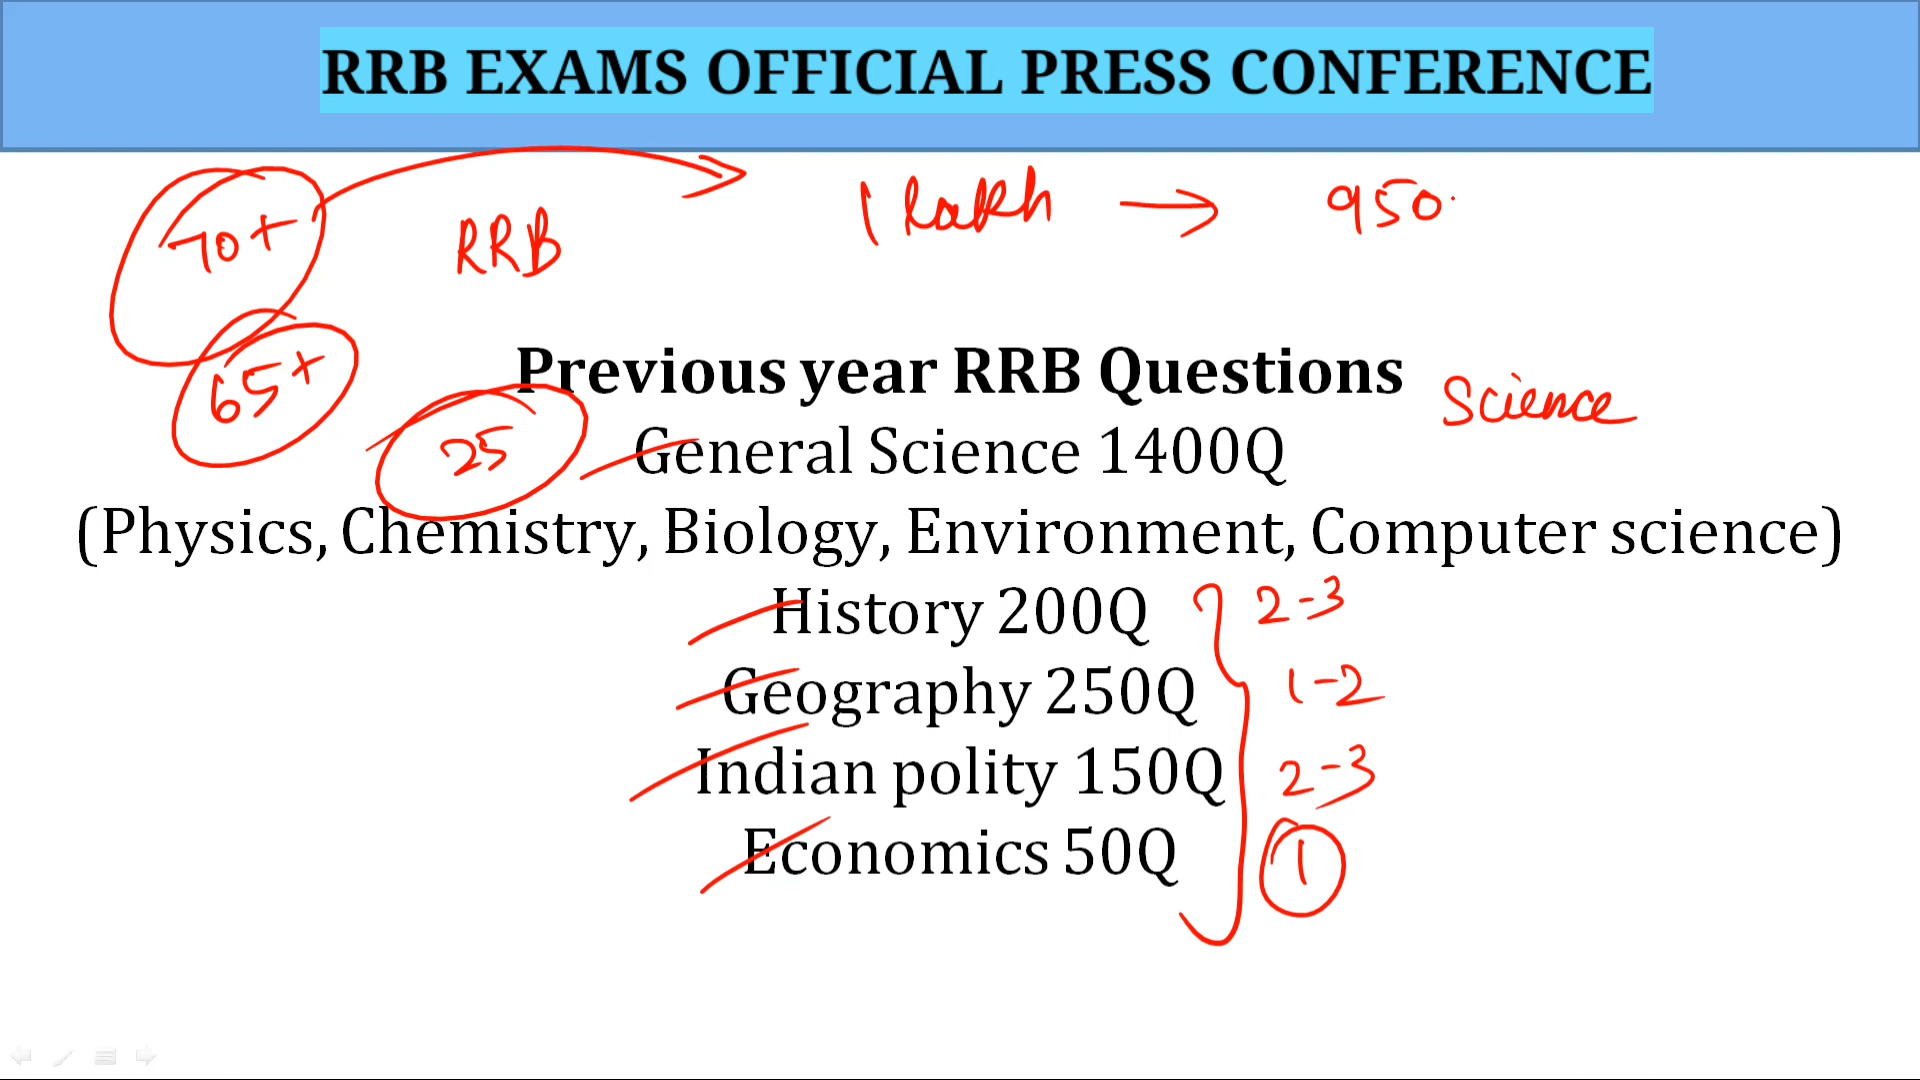 RRB EXAMS OFFICIAL PRESS CONFERENCE
70+ RRB 1 Lakh → 950
65+
Previous year RRB Questions
Science
25 General Science 1400Q
(Physics, Chemistry, Biology, Environment, Computer science)
History 200Q 2-3
Geography 250Q 1-2
Indian polity 150Q 2-3
Economics 50Q 1